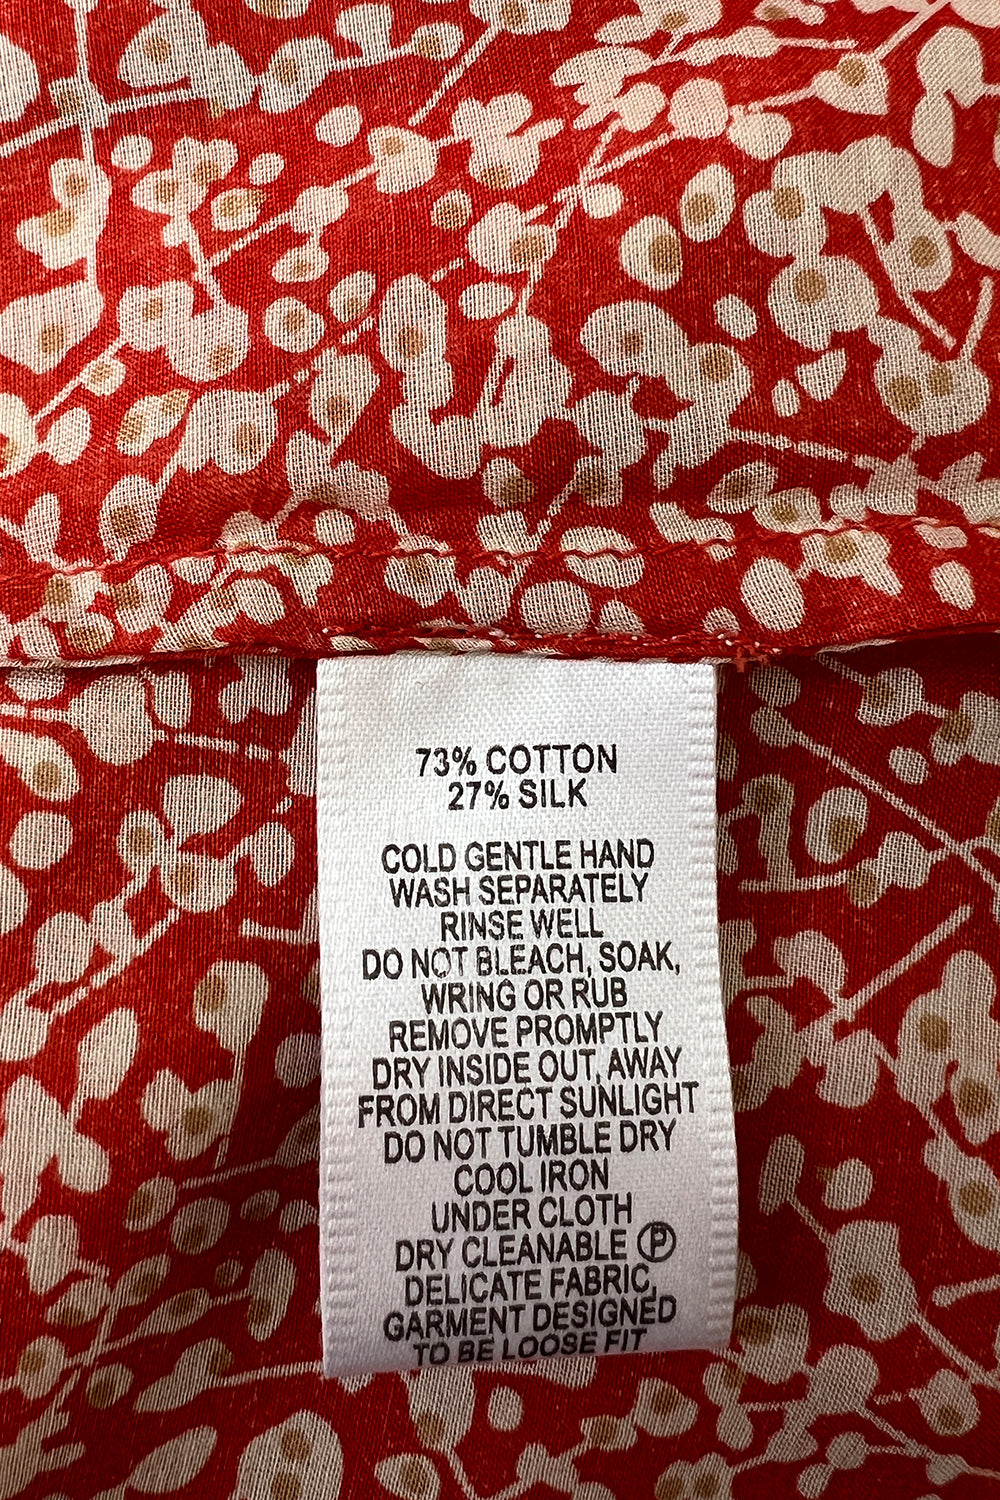 73% COTTON
27% SILK
COLD GENTLE HAND
WASH SEPARATELY
RINSE WELL
DO NOT BLEACH, SOAK,
WRING OR RUB
REMOVE PROMPTLY
DRY INSIDE OUT, AWAY
FROM DIRECT SUNLIGHT
DO NOT TUMBLE DRY
COOL IRON
UNDER CLOTH
DRY CLEANABLE Ⓟ
DELICATE FABRIC,
GARMENT DESIGNED
TO BE LOOSE FIT